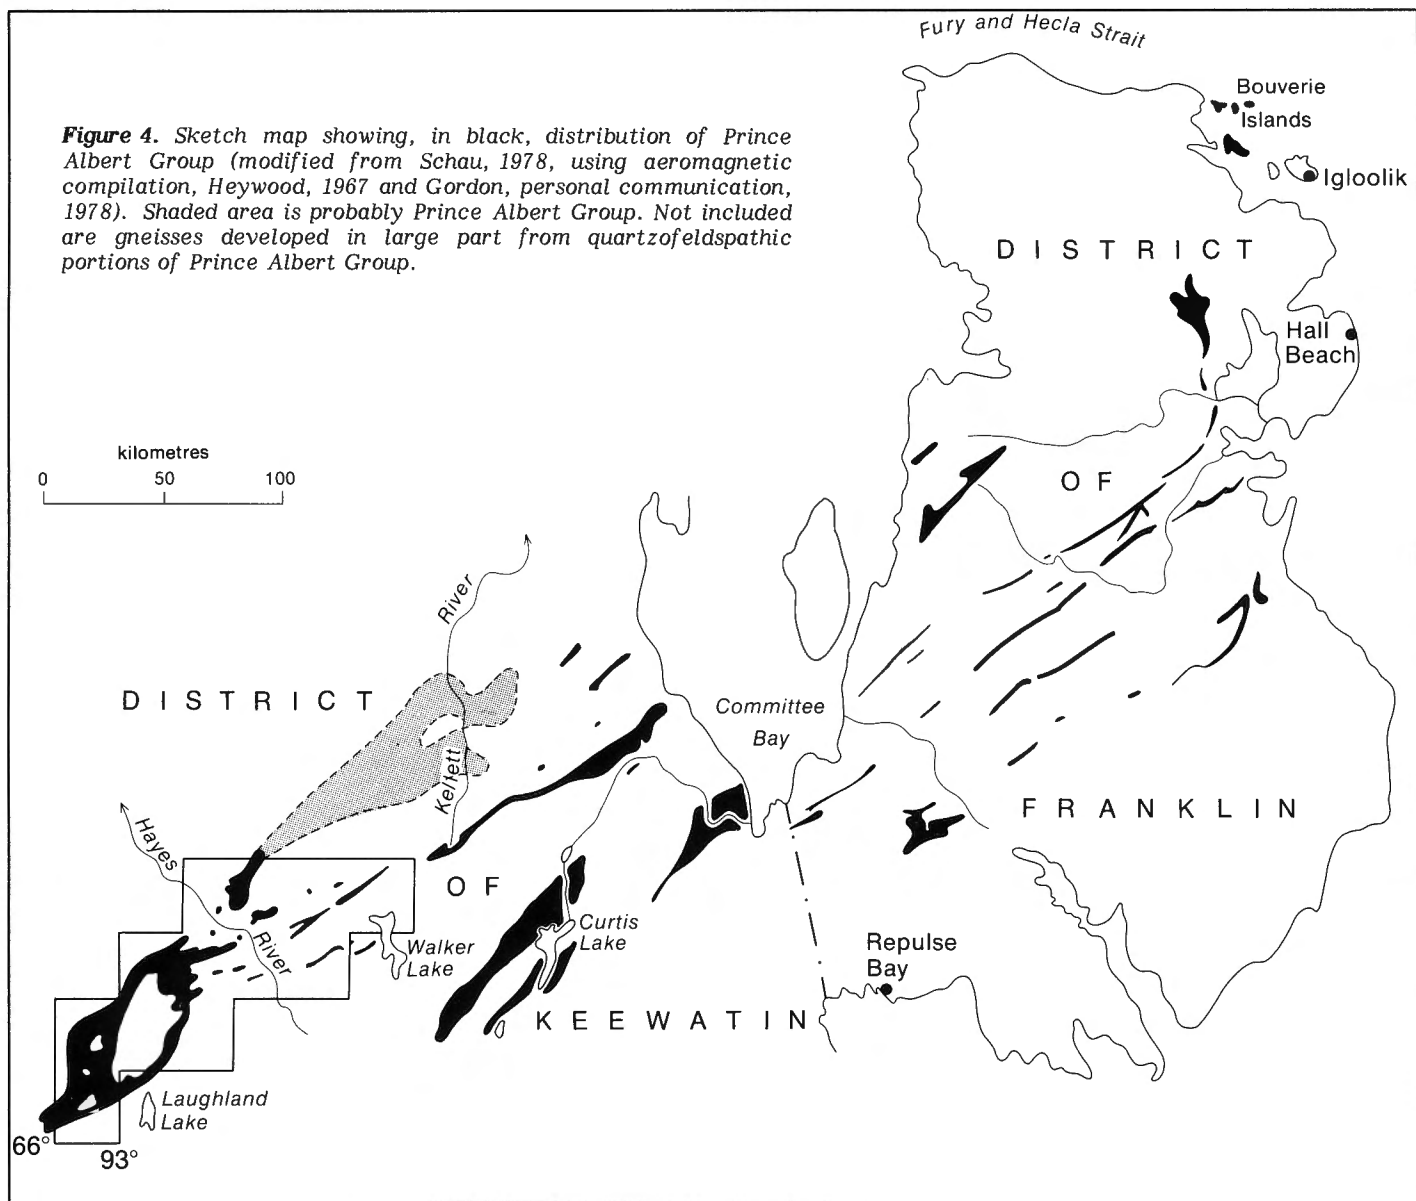 Fury and Hecla Strait
Bouverie
Islands
Igloolik
Figure 4. Sketch map showing, in black, distribution of Prince
Albert Group (modified from Schau, 1978, using aeromagnetic
compilation, Heywood, 1967 and Gordon, personal communication,
1978). Shaded area is probably Prince Albert Group. Not included
are gneisses developed in large part from quartzofeldspathic
portions of Prince Albert Group.
DISTRICT
Hall
Beach
kilometres
0 50 100
OF
River
DISTRICT
Committee
Bay
Kellett
FRANKLIN
Hayes
River
OF
Walker
Lake
Curtis
Lake
Repulse
Bay
KEEWATIN
Laughland
Lake
66°
93°